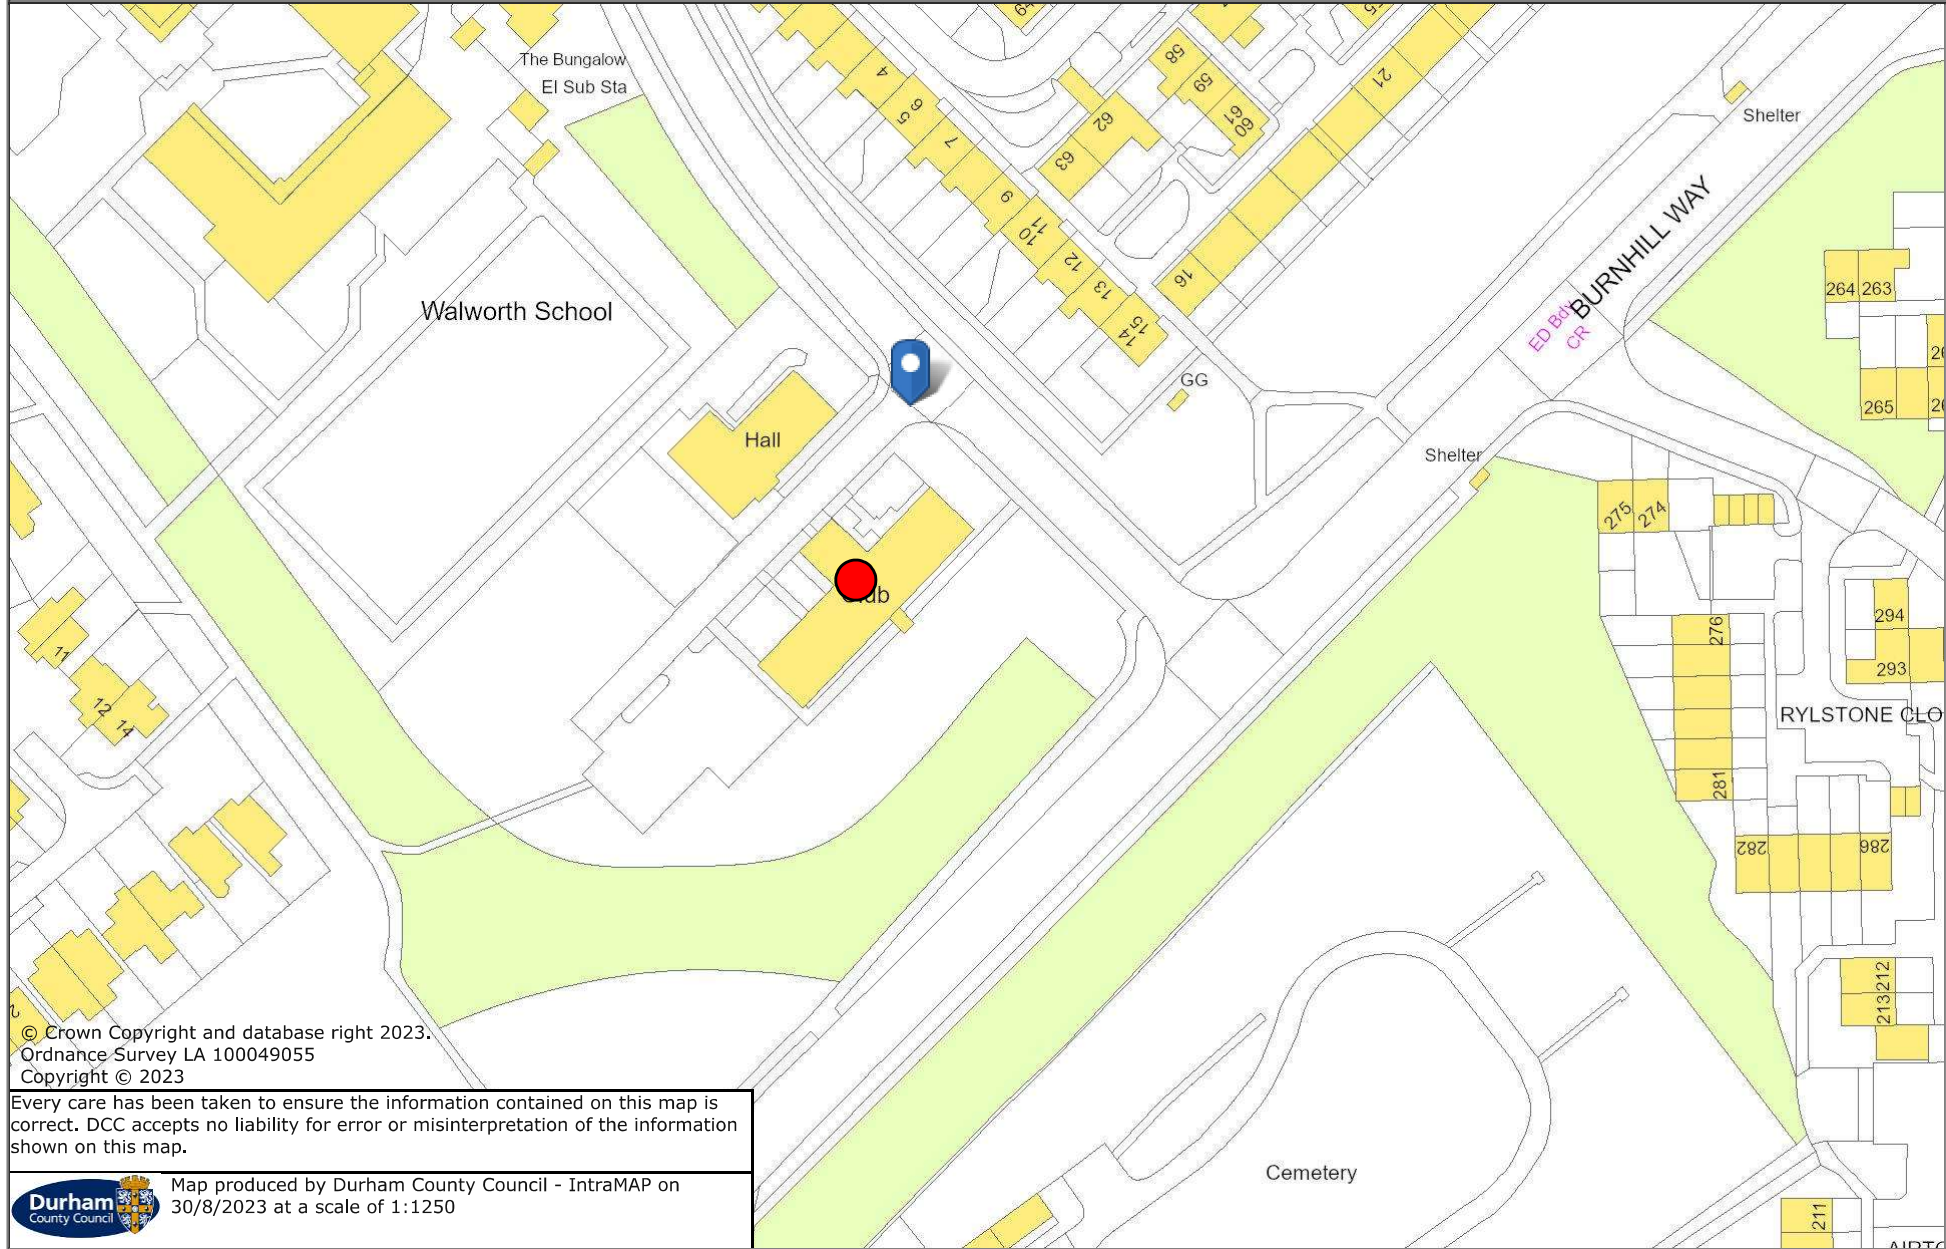 The Bungalow
El Sub Sta
4
5
6
7
9
10
11
12
13
14
15
58
59
60
61
62
63
21
16
Shelter
BURNHILL WAY
ED Bdy
CR
264
263
265
Walworth School
GG
Hall
Shelter
275
274
276
281
294
293
RYLSTONE CLO
282
286
11
12
14
212
213
211
Cemetery
© Crown Copyright and database right 2023.
Ordnance Survey LA 100049055
Copyright © 2023
Every care has been taken to ensure the information contained on this map is
correct. DCC accepts no liability for error or misinterpretation of the information
shown on this map.
Durham
County Council
Map produced by Durham County Council - IntraMAP on
30/8/2023 at a scale of 1:1250